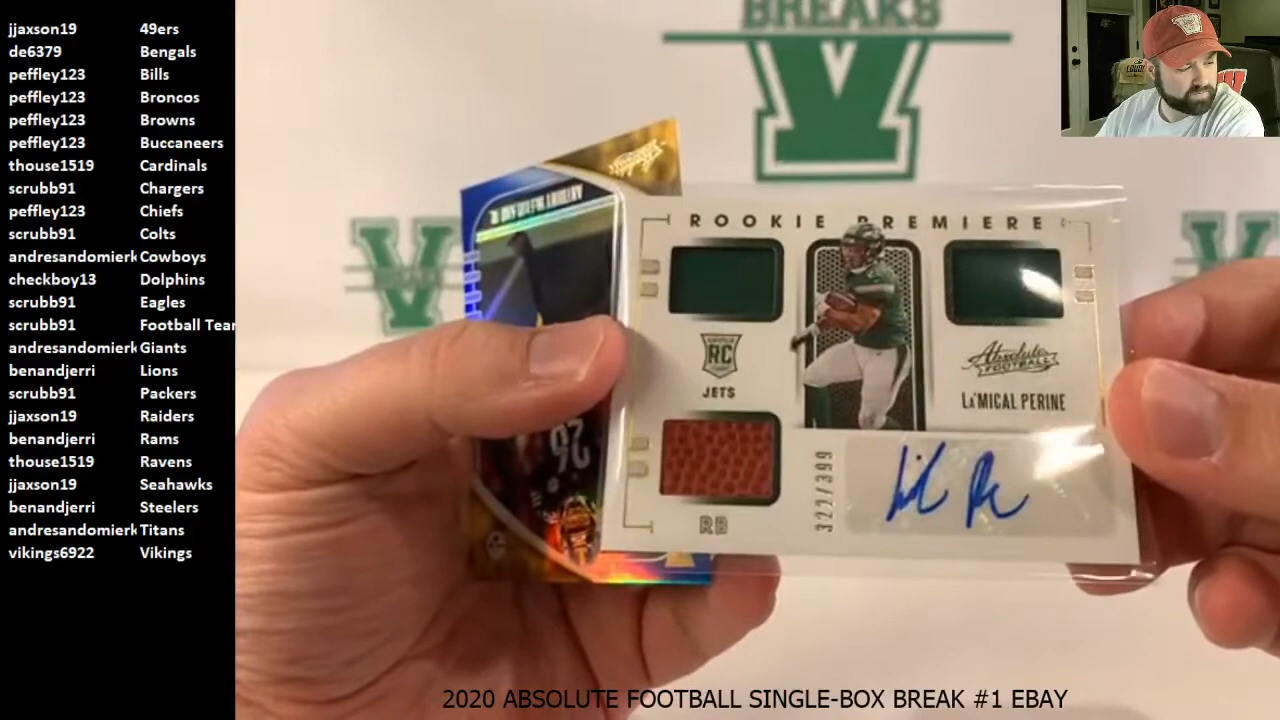 jjaxson19 49ers
de6379 Bengals
peffley123 Bills
peffley123 Broncos
peffley123 Browns
peffley123 Buccaneers
thouse1519 Cardinals
scrubb91 Chargers
peffley123 Chiefs
scrubb91 Colts
andresandomierk Cowboys
checkboy13 Dolphins
scrubb91 Eagles
scrubb91 Football Tear
andresandomierk Giants
benandjerri Lions
scrubb91 Packers
jjaxson19 Raiders
benandjerri Rams
thouse1519 Ravens
jjaxson19 Seahawks
benandjerri Steelers
andresandomierk Titans
vikings6922 Vikings
BREAKS
V
ROOKIE PREMIERE
RC
JETS
Absolute
FOOTBALL
LA'MICAL PERINE
RB
322/399
26
2020 ABSOLUTE FOOTBALL SINGLE-BOX BREAK #1 EBAY